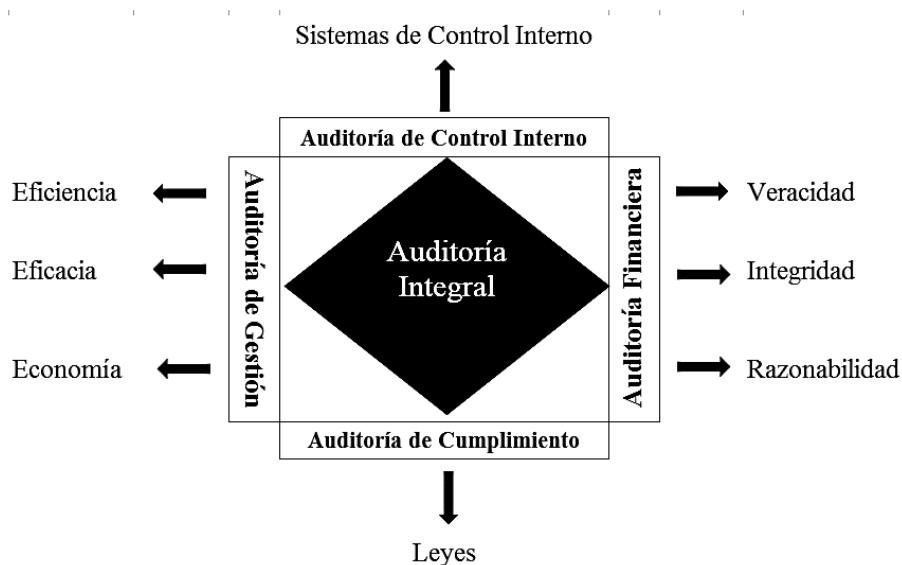 Sistemas de Control Interno
Auditoría de Control Interno
Eficiencia
Eficacia
Economía
Auditoría de Gestión
Auditoría
Integral
Auditoría Financiera
Veracidad
Integridad
Razonabilidad
Auditoría de Cumplimiento
Leyes